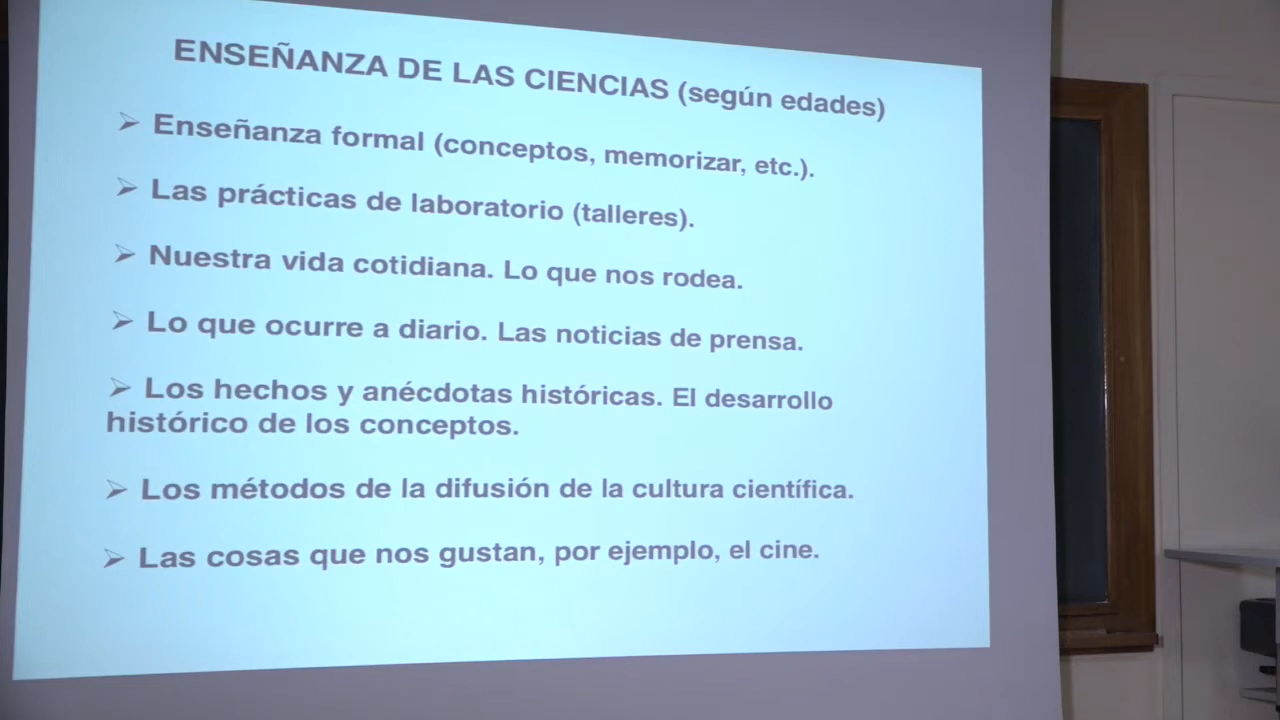 ENSEÑANZA DE LAS CIENCIAS (según edades)
➢ Enseñanza formal (conceptos, memorizar, etc.).
➢ Las prácticas de laboratorio (talleres).
➢ Nuestra vida cotidiana. Lo que nos rodea.
➢ Lo que ocurre a diario. Las noticias de prensa.
➢ Los hechos y anécdotas históricas. El desarrollo
histórico de los conceptos.
➢ Los métodos de la difusión de la cultura científica.
➢ Las cosas que nos gustan, por ejemplo, el cine.